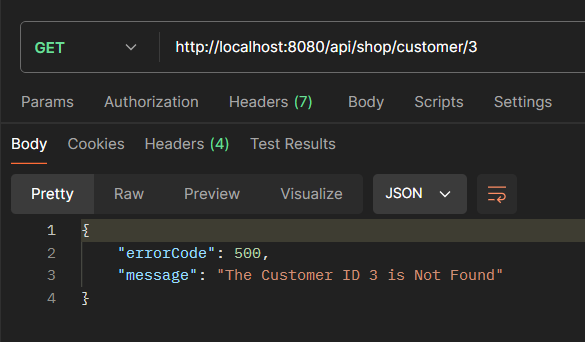 GET http://localhost:8080/api/shop/customer/3
Params Authorization Headers (7) Body Scripts Settings
Body Cookies Headers (4) Test Results
Pretty Raw Preview Visualize JSON
1 {
2 "errorCode": 500,
3 "message": "The Customer ID 3 is Not Found"
4 }